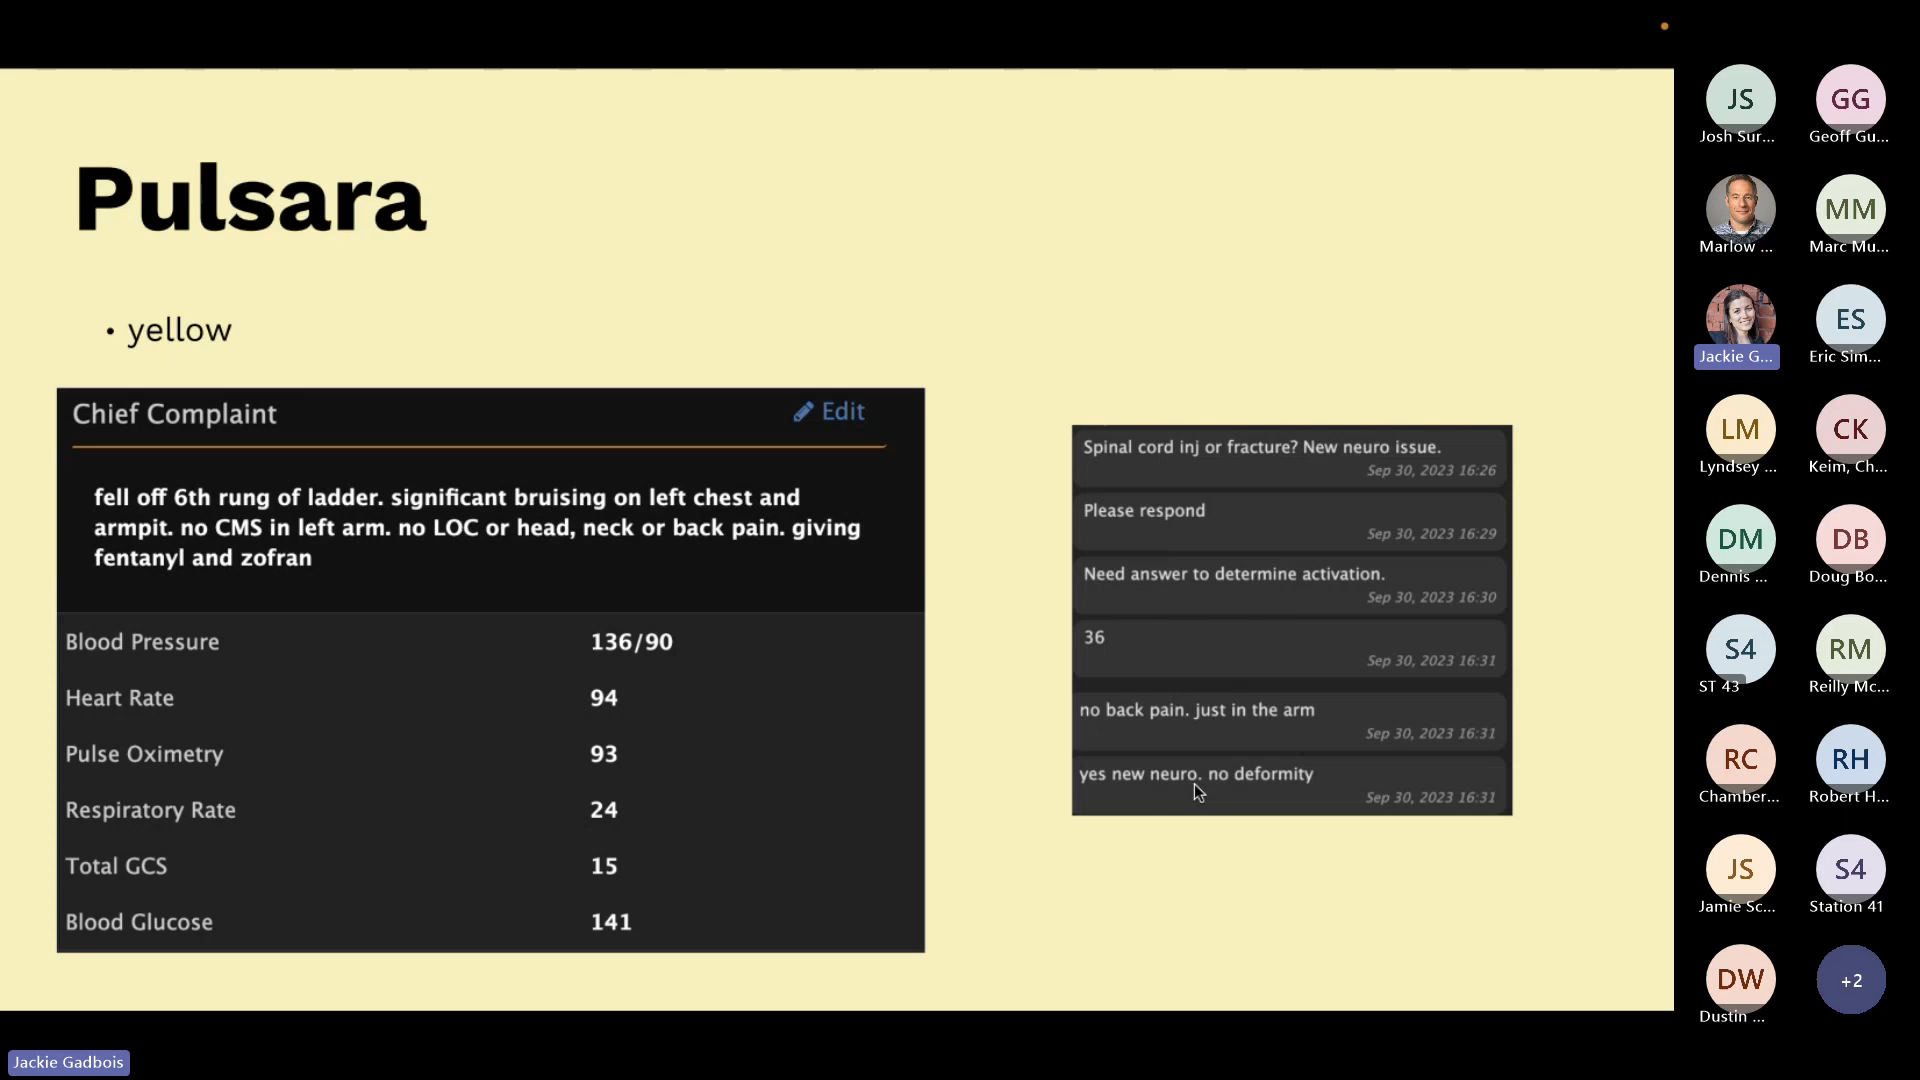 Pulsara
• yellow
Chief Complaint
Edit
fell off 6th rung of ladder. significant bruising on left chest and
armpit. no CMS in left arm. no LOC or head, neck or back pain. giving
fentanyl and zofran
Blood Pressure 136/90
Heart Rate 94
Pulse Oximetry 93
Respiratory Rate 24
Total GCS 15
Blood Glucose 141
Spinal cord inj or fracture? New neuro issue.
Sep 30, 2023 16:26
Please respond
Sep 30, 2023 16:29
Need answer to determine activation.
Sep 30, 2023 16:30
36
Sep 30, 2023 16:31
no back pain. just in the arm
Sep 30, 2023 16:31
yes new neuro. no deformity
Sep 30, 2023 16:31
JS
Josh Sur...
GG
Geoff Gu...
Marlow ...
MM
Marc Mu...
Jackie G...
ES
Eric Sim...
LM
Lyndsey ...
CK
Keim, Ch...
DM
Dennis ...
DB
Doug Bo...
S4
ST 43
RM
Reilly Mc...
RC
Chamber...
RH
Robert H...
JS
Jamie Sc...
S4
Station 41
DW
Dustin ...
+2
Jackie Gadbois